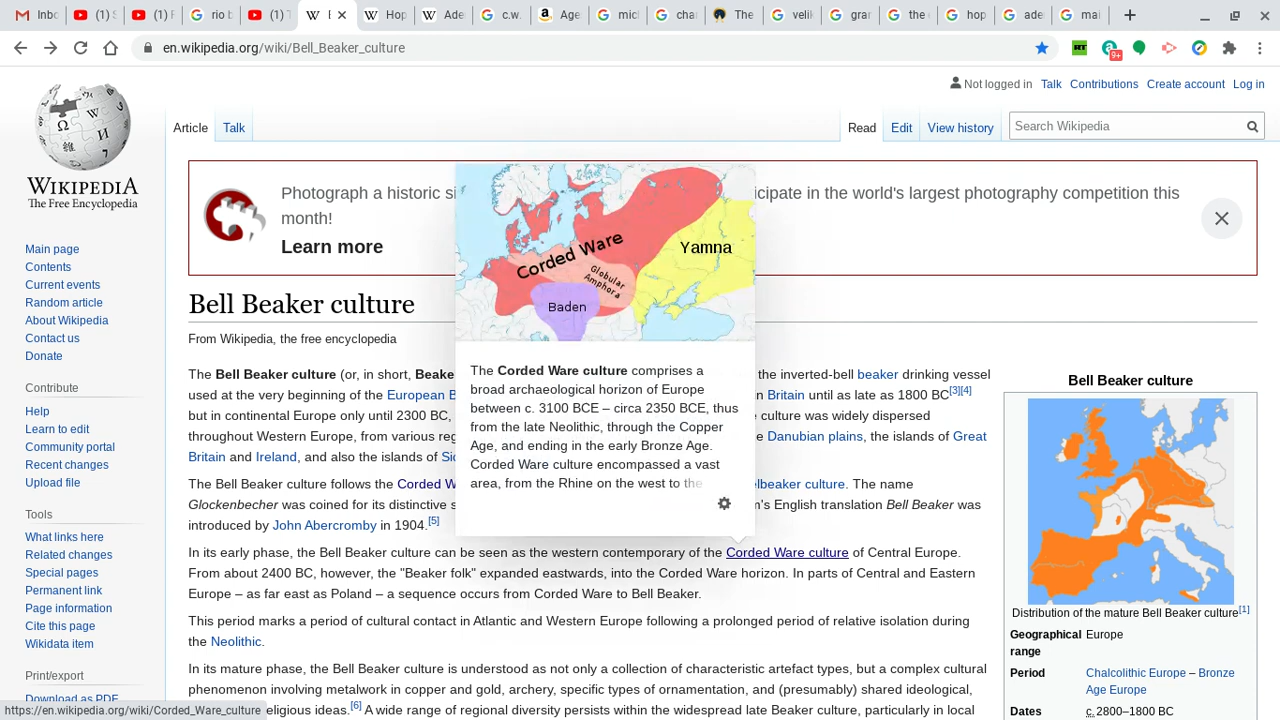 Inb
(1) S
(1) F
rio b
(1) T
E
Hop
Ade
c.w.
Age
mich
char
The
velik
gran
the
hop
ade
mai
en.wikipedia.org/wiki/Bell_Beaker_culture
RT
9+
Not logged in Talk Contributions Create account Log in
Article Talk
Read Edit View history
Search Wikipedia
WIKIPEDIA
The Free Encyclopedia
Main page
Contents
Current events
Random article
About Wikipedia
Contact us
Donate
Contribute
Help
Learn to edit
Community portal
Recent changes
Upload file
Tools
What links here
Related changes
Special pages
Permanent link
Page information
Cite this page
Wikidata item
Print/export
Download as PDF
https://en.wikipedia.org/wiki/Corded_Ware_culture
Photograph a historic si
icipate in the world's largest photography competition this
month!
Learn more
Bell Beaker culture
From Wikipedia, the free encyclopedia
The Bell Beaker culture (or, in short, Beake
the inverted-bell beaker drinking vessel
used at the very beginning of the European B
n Britain until as late as 1800 BC[3][4]
but in continental Europe only until 2300 BC,
e culture was widely dispersed
throughout Western Europe, from various reg
e Danubian plains, the islands of Great
Britain and Ireland, and also the islands of Sic
The Bell Beaker culture follows the Corded W
elbeaker culture. The name
Glockenbecher was coined for its distinctive s
m's English translation Bell Beaker was
introduced by John Abercromby in 1904.[5]
In its early phase, the Bell Beaker culture can be seen as the western contemporary of the Corded Ware culture of Central Europe.
From about 2400 BC, however, the "Beaker folk" expanded eastwards, into the Corded Ware horizon. In parts of Central and Eastern
Europe – as far east as Poland – a sequence occurs from Corded Ware to Bell Beaker.
This period marks a period of cultural contact in Atlantic and Western Europe following a prolonged period of relative isolation during
the Neolithic.
In its mature phase, the Bell Beaker culture is understood as not only a collection of characteristic artefact types, but a complex cultural
phenomenon involving metalwork in copper and gold, archery, specific types of ornamentation, and (presumably) shared ideological,
eligious ideas.[6] A wide range of regional diversity persists within the widespread late Beaker culture, particularly in local
Corded Ware
Yamna
Globular
Amphora
Baden
The Corded Ware culture comprises a
broad archaeological horizon of Europe
between c. 3100 BCE – circa 2350 BCE, thus
from the late Neolithic, through the Copper
Age, and ending in the early Bronze Age.
Corded Ware culture encompassed a vast
area, from the Rhine on the west to the
Bell Beaker culture
Distribution of the mature Bell Beaker culture[1]
Geographical Europe
range
Period Chalcolithic Europe – Bronze
Age Europe
Dates c. 2800–1800 BC